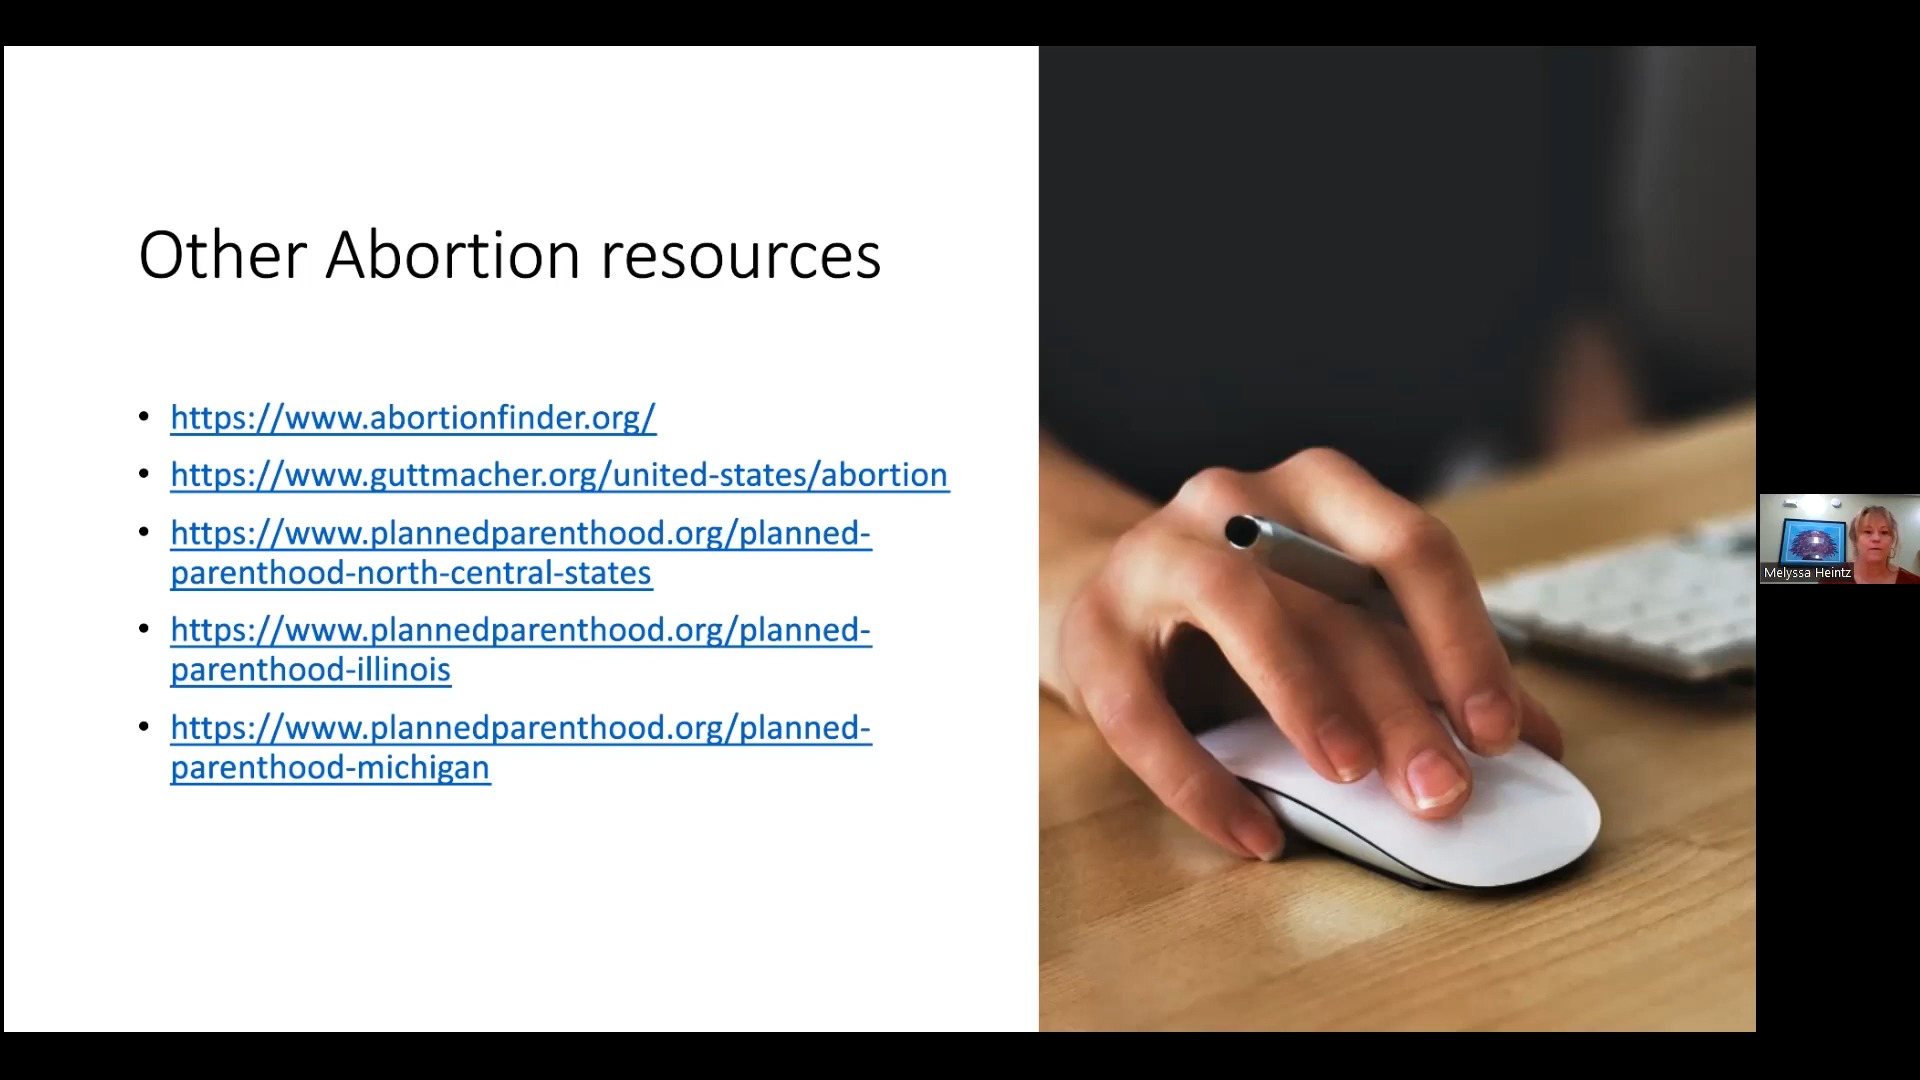 Other Abortion resources
• https://www.abortionfinder.org/
• https://www.guttmacher.org/united-states/abortion
• https://www.plannedparenthood.org/planned-
parenthood-north-central-states
• https://www.plannedparenthood.org/planned-
parenthood-illinois
• https://www.plannedparenthood.org/planned-
parenthood-michigan
Melyssa Heintz